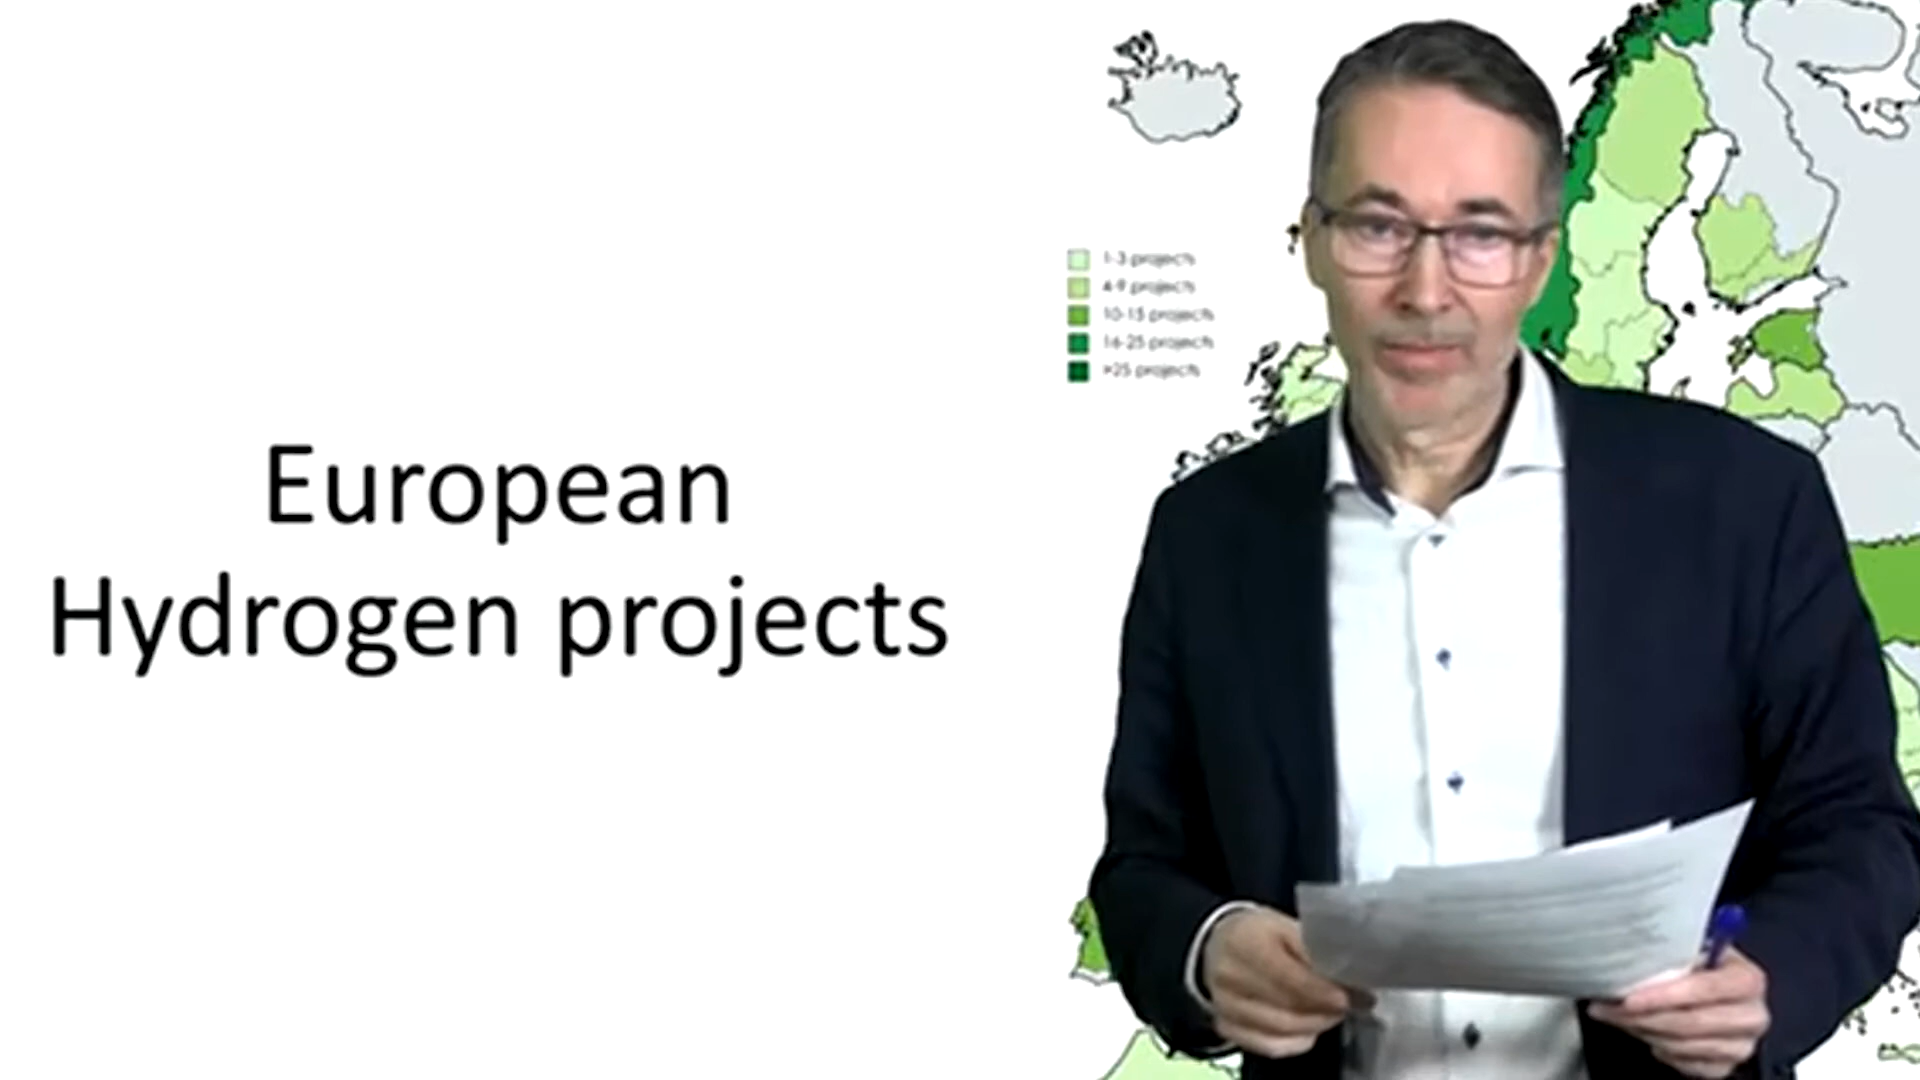 European
Hydrogen projects
1-3 projects
4-9 projects
10-15 projects
16-25 projects
>25 projects